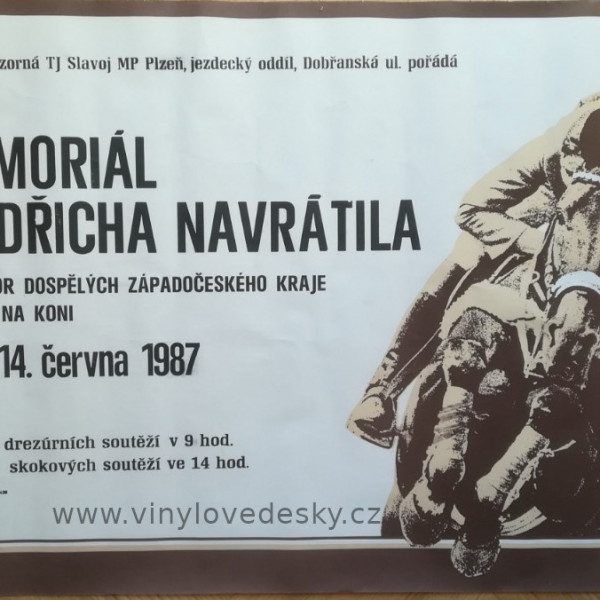 zorná TJ Slavoj MP Plzeň, jezdecký oddíl, Dobřanská ul. pořádá
MORIÁL
DŘICHA NAVRÁTILA
OR DOSPĚLÝCH ZÁPADOČESKÉHO KRAJE
NA KONI
14. června 1987
drezúrních soutěží v 9 hod.
skokových soutěží ve 14 hod.
www.vinylovedesky.cz